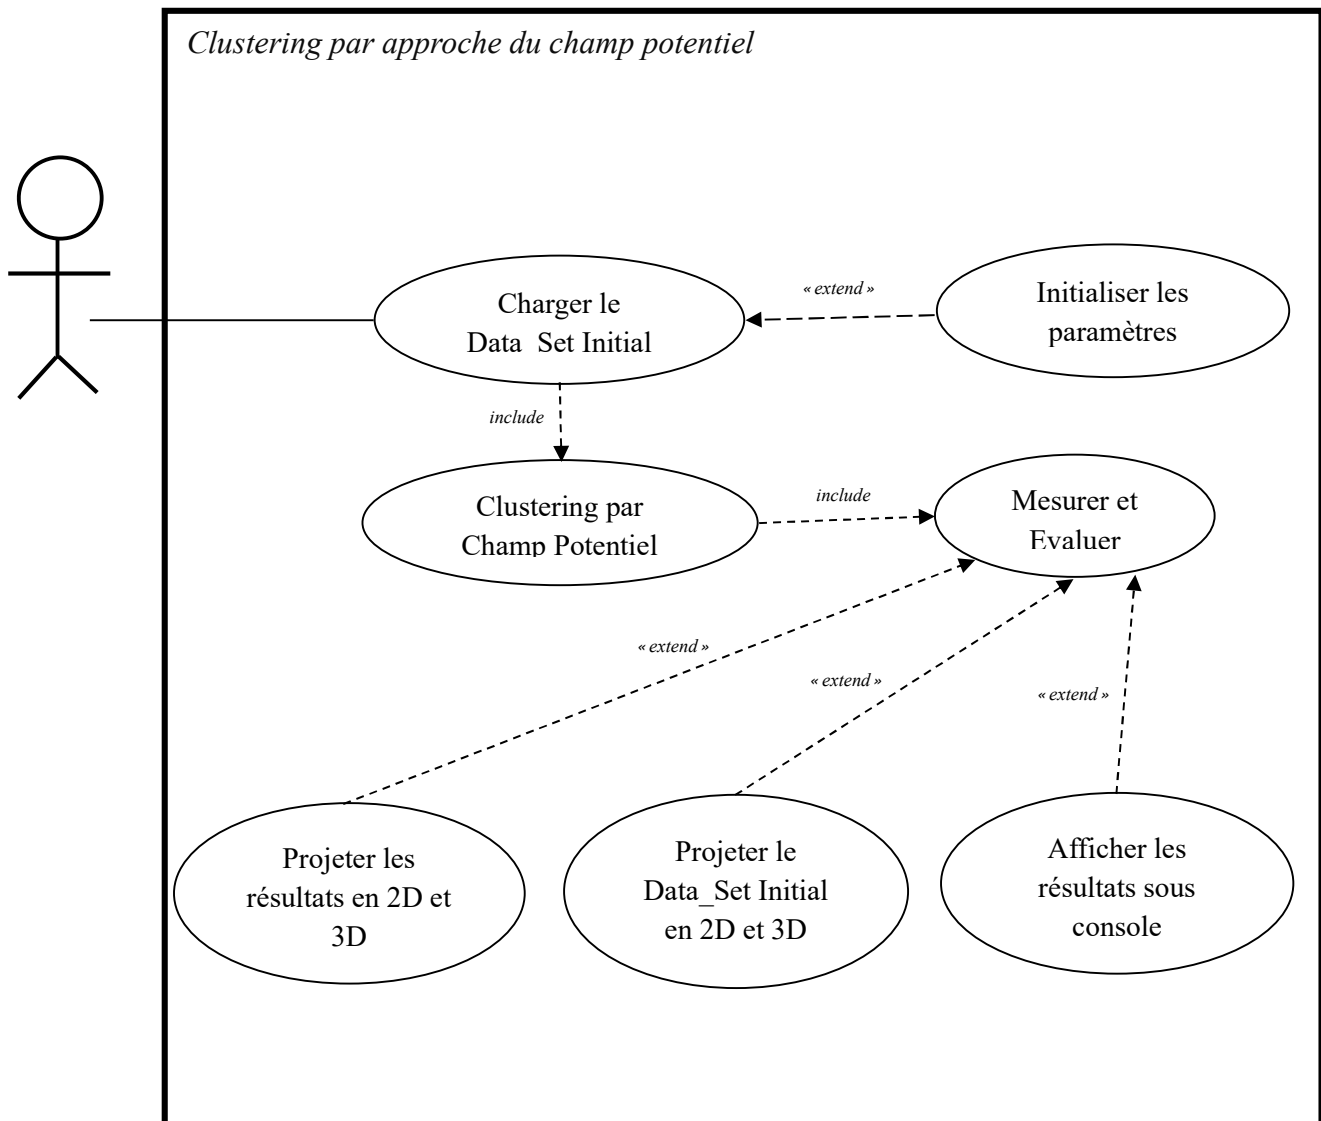 Clustering par approche du champ potentiel
« extend »
Charger le
Data_Set Initial
Initialiser les
paramètres
include
Clustering par
Champ Potentiel
include
Mesurer et
Evaluer
« extend »
« extend »
« extend »
Projeter les
résultats en 2D et
3D
Projeter le
Data_Set Initial
en 2D et 3D
Afficher les
résultats sous
console